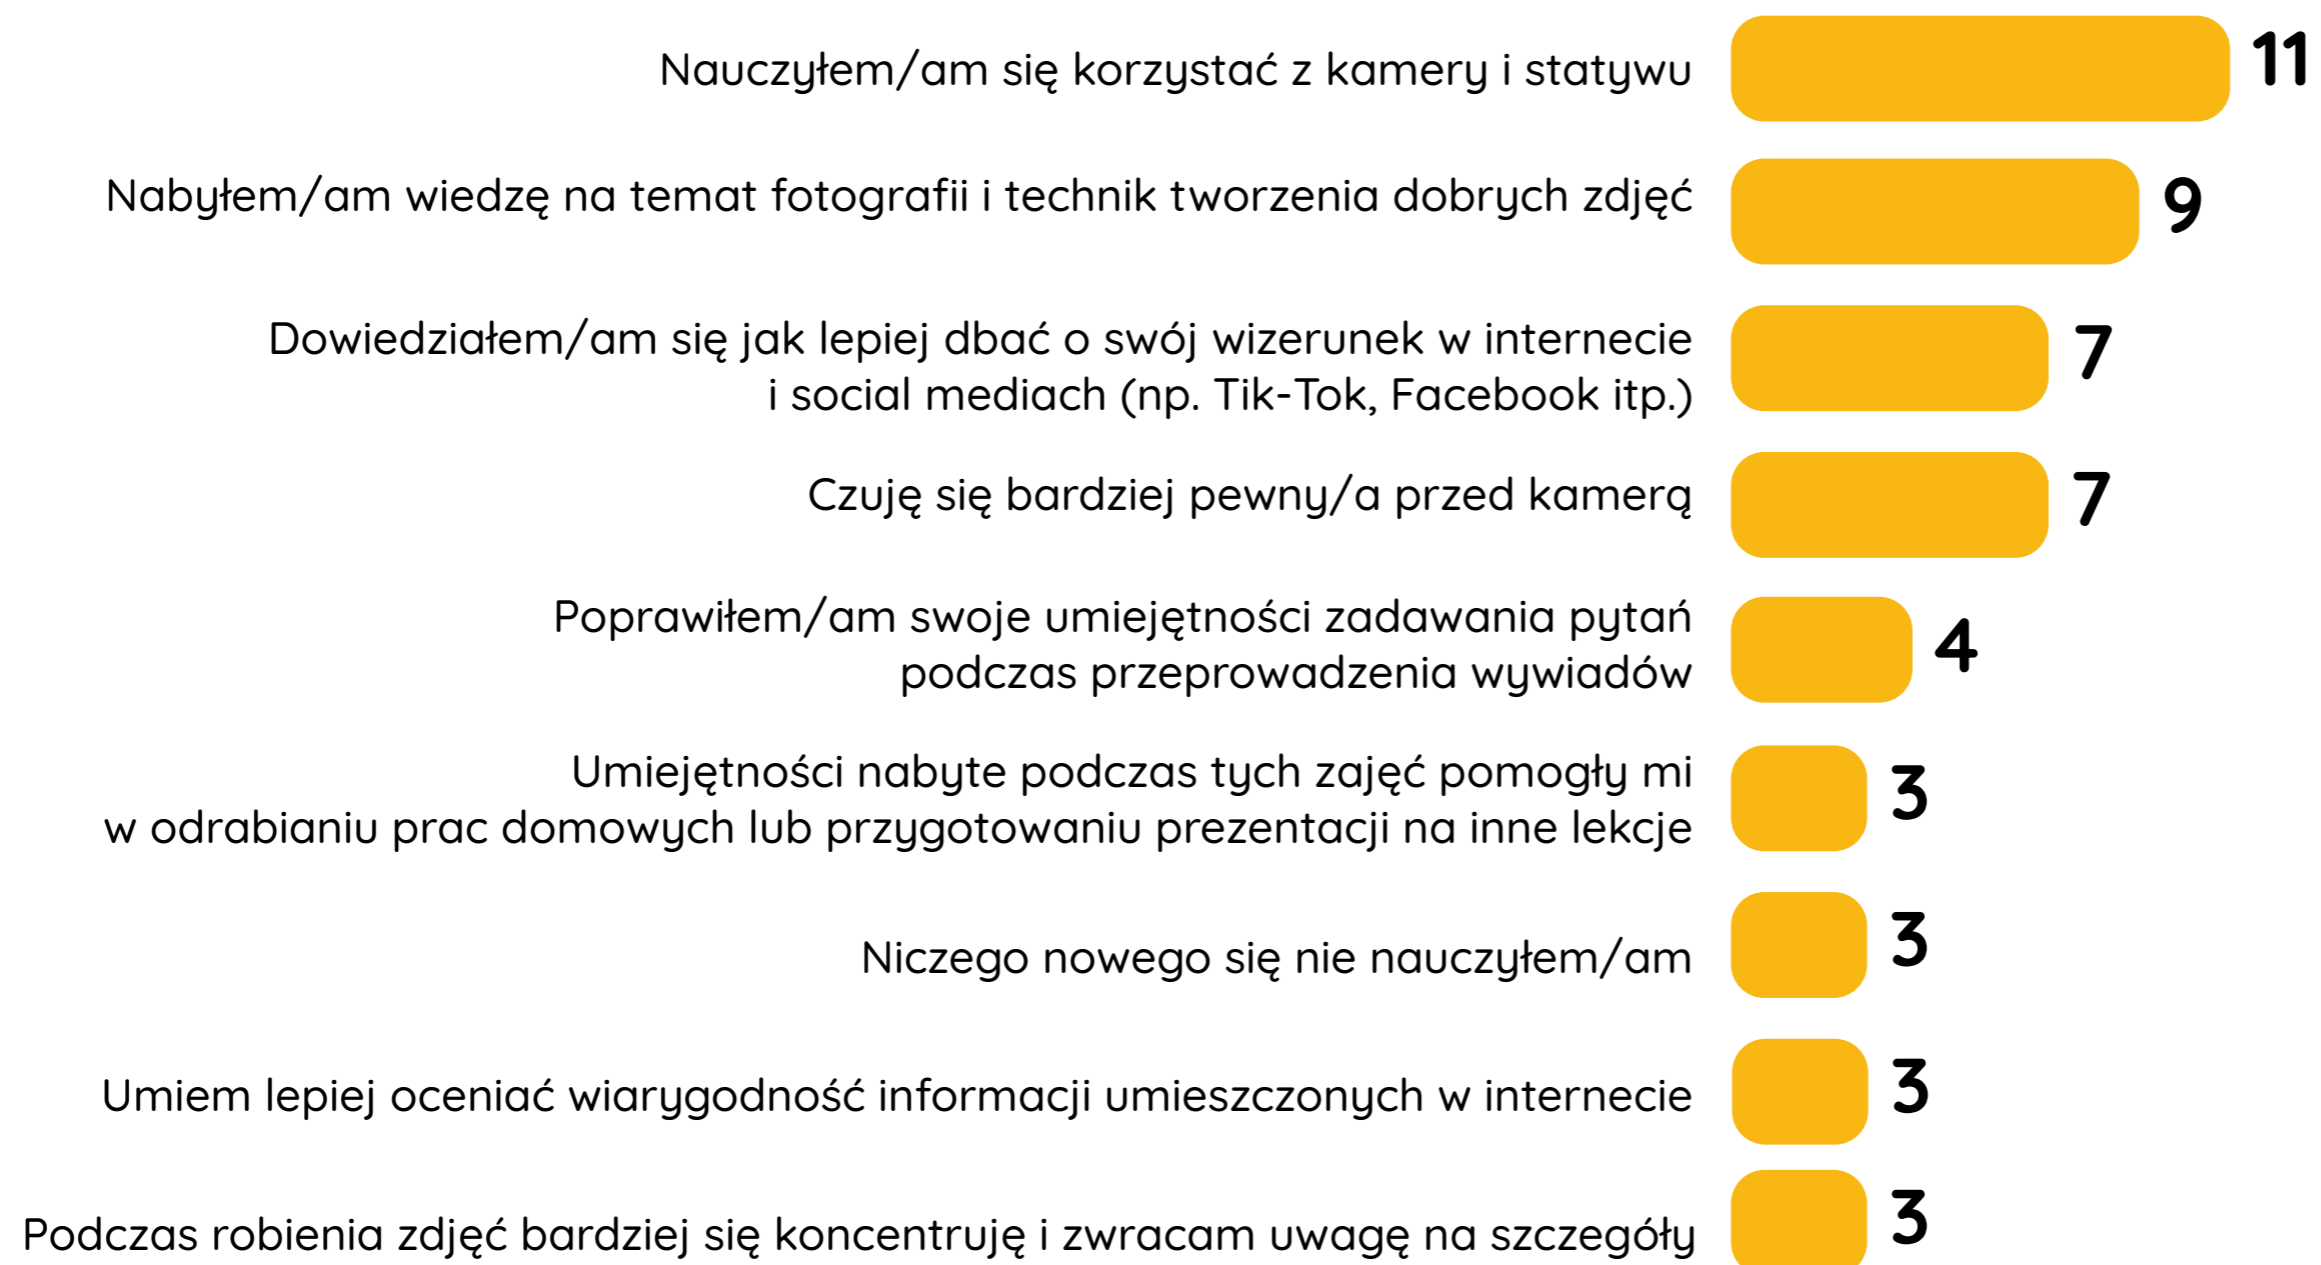 Nauczyłem/am się korzystać z kamery i statywu
11
Nabyłem/am wiedzę na temat fotografii i technik tworzenia dobrych zdjęć
9
Dowiedziałem/am się jak lepiej dbać o swój wizerunek w internecie
i social mediach (np. Tik-Tok, Facebook itp.)
7
Czuję się bardziej pewny/a przed kamerą
7
Poprawiłem/am swoje umiejętności zadawania pytań
podczas przeprowadzenia wywiadów
4
Umiejętności nabyte podczas tych zajęć pomogły mi
w odrabianiu prac domowych lub przygotowaniu prezentacji na inne lekcje
3
Niczego nowego się nie nauczyłem/am
3
Umiem lepiej oceniać wiarygodność informacji umieszczonych w internecie
3
Podczas robienia zdjęć bardziej się koncentruję i zwracam uwagę na szczegóły
3